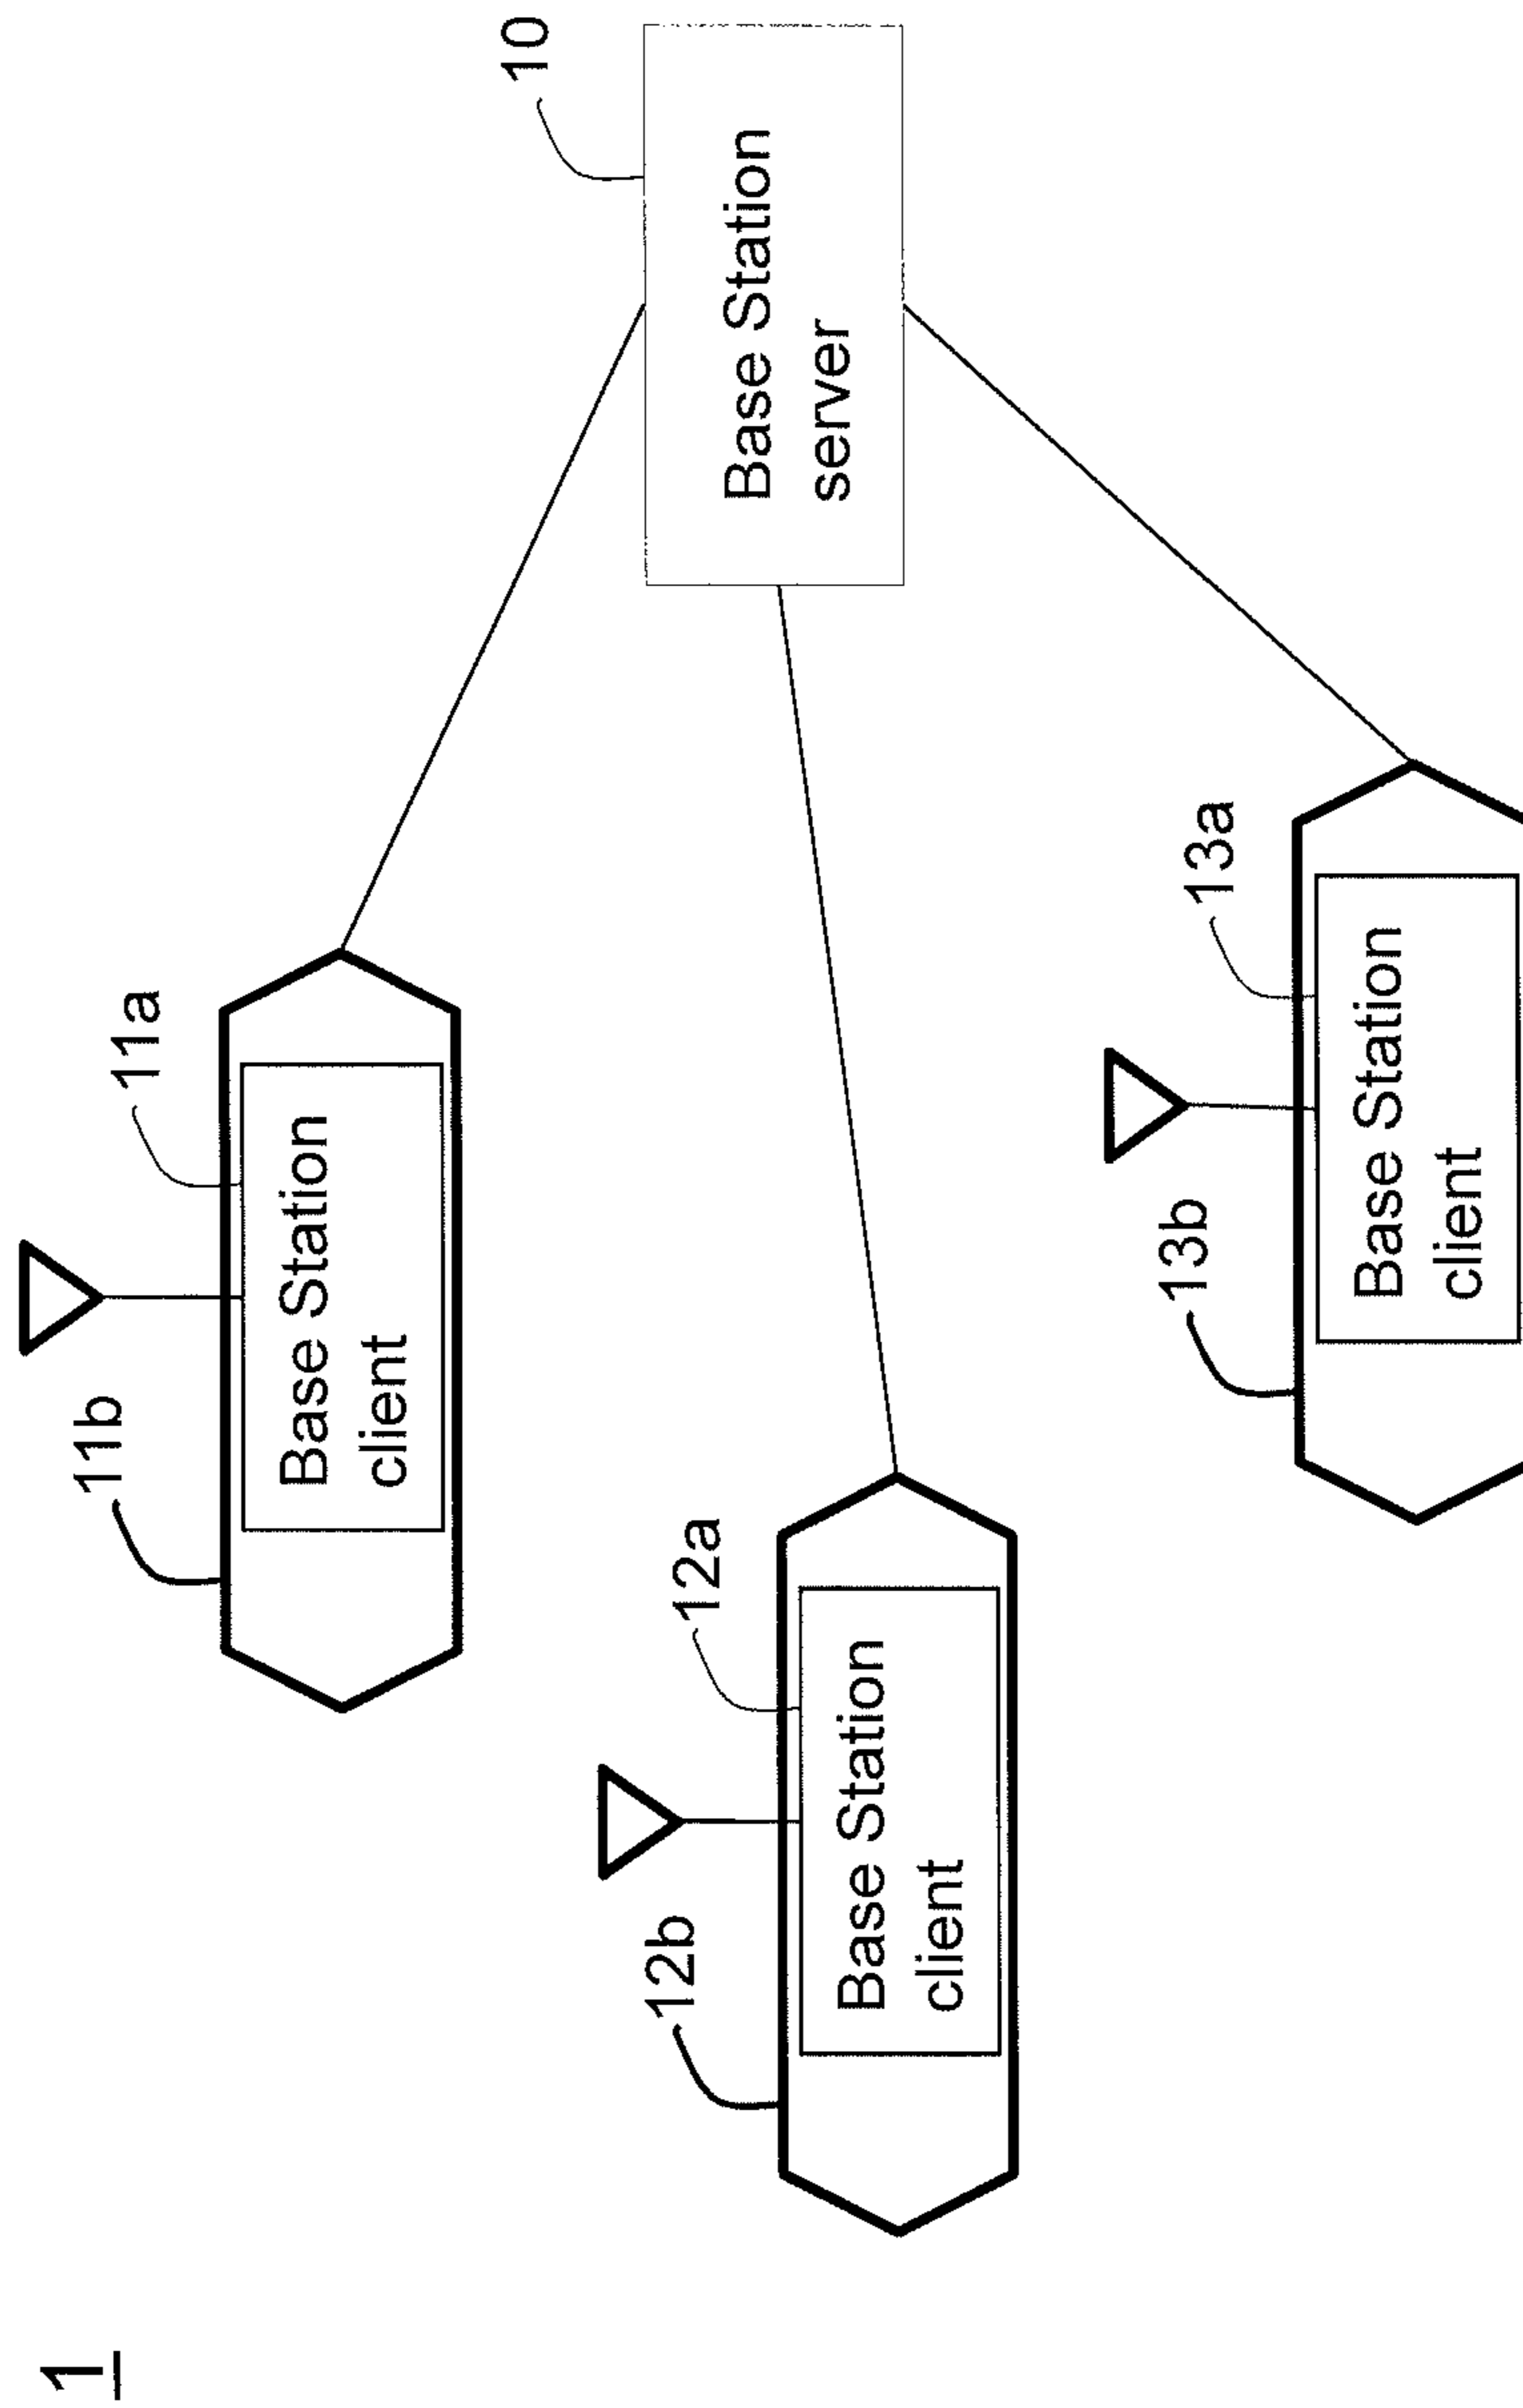 1
11b
11a
Base Station
client
12b
12a
Base Station
client
10
Base Station
server
13b
13a
Base Station
client